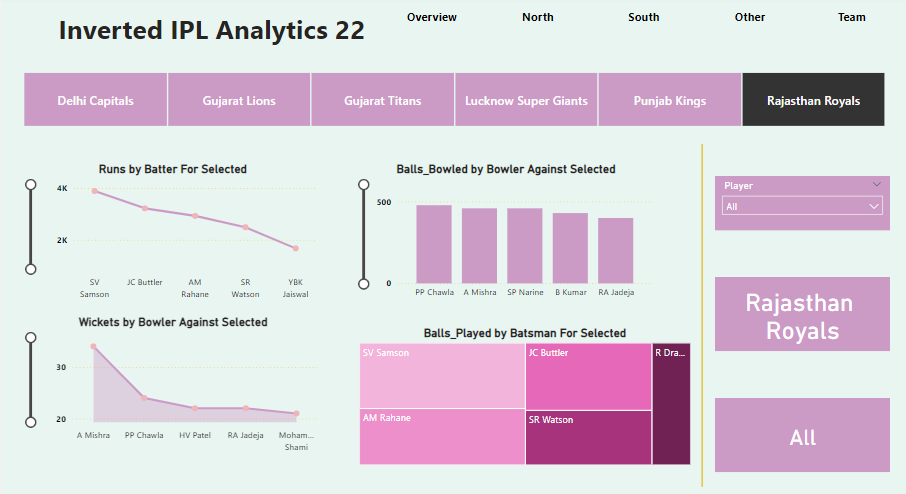 Inverted IPL Analytics 22
Overview
North
South
Other
Team
Delhi Capitals
Gujarat Lions
Gujarat Titans
Lucknow Super Giants
Punjab Kings
Rajasthan Royals
Runs by Batter For Selected
4K
2K
SV
Samson
JC Buttler
AM
Rahane
SR
Watson
YBK
Jaiswal
Balls_Bowled by Bowler Against Selected
500
0
PP Chawla
A Mishra
SP Narine
B Kumar
RA Jadeja
Player
All
Rajasthan
Royals
All
Wickets by Bowler Against Selected
30
20
A Mishra
PP Chawla
HV Patel
RA Jadeja
Moham...
Shami
Balls_Played by Batsman For Selected
SV Samson
AM Rahane
JC Buttler
SR Watson
R Dra...